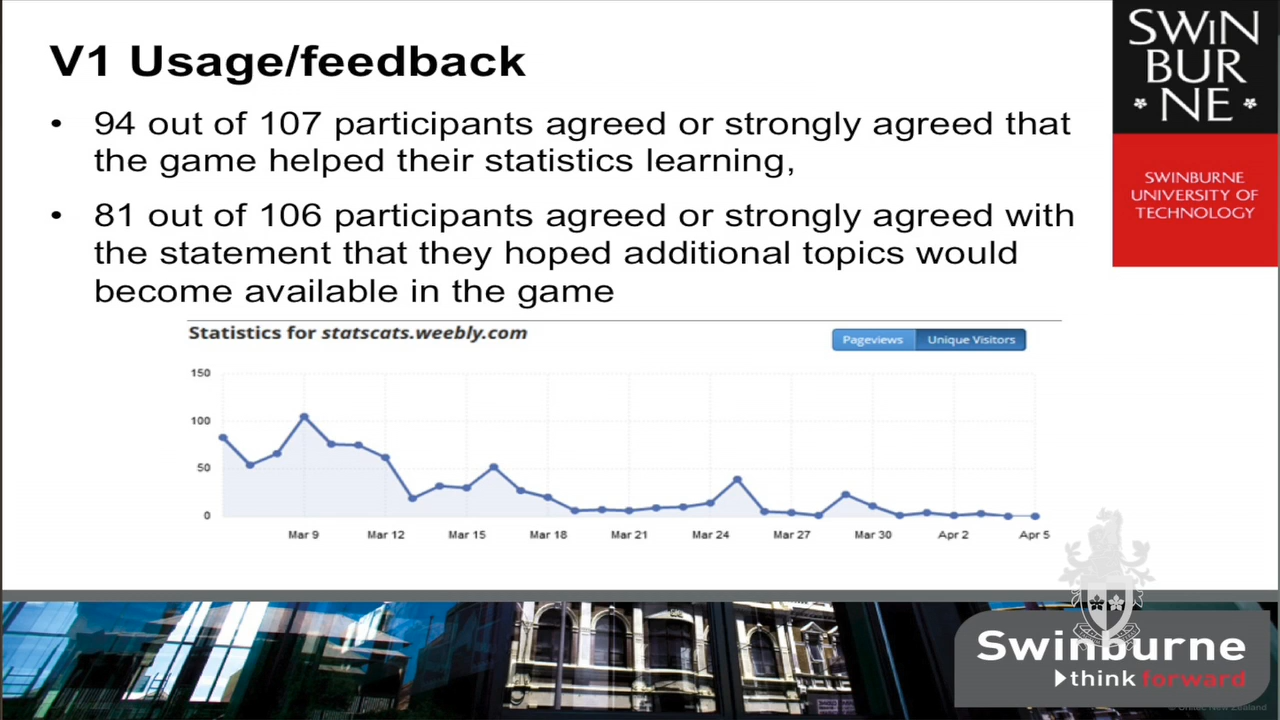 V1 Usage/feedback
• 94 out of 107 participants agreed or strongly agreed that
the game helped their statistics learning,
• 81 out of 106 participants agreed or strongly agreed with
the statement that they hoped additional topics would
become available in the game
SWIN
BUR
NE
SWINBURNE
UNIVERSITY OF
TECHNOLOGY
Statistics for statscats.weebly.com
Pageviews Unique Visitors
150
100
50
0
Mar 9 Mar 12 Mar 15 Mar 18 Mar 21 Mar 24 Mar 27 Mar 30 Apr 2 Apr 5
Swinburne
think forward